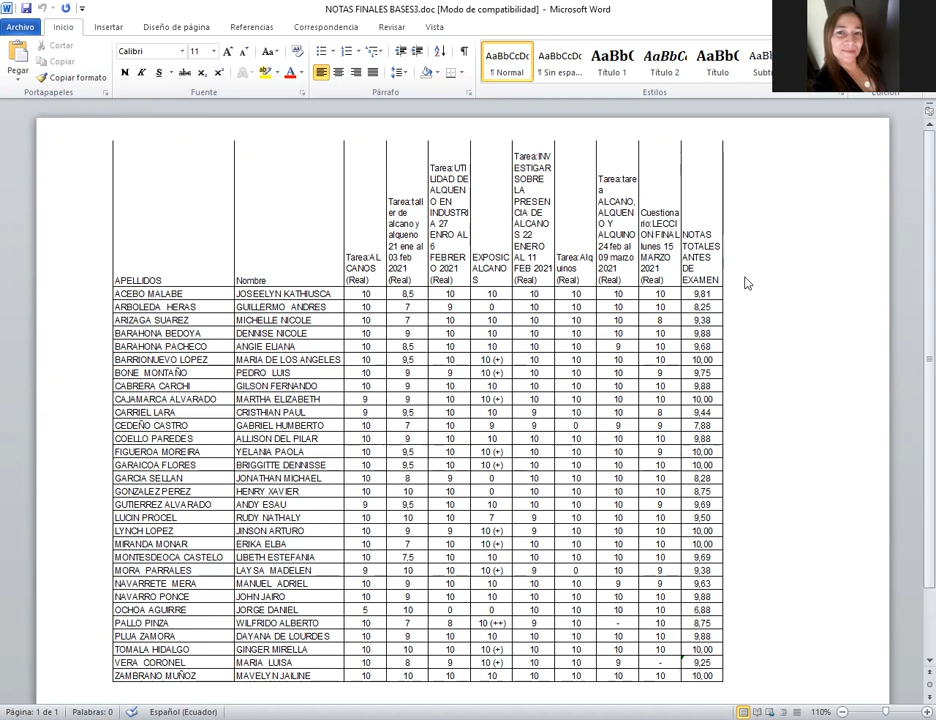 NOTAS FINALES BASES3.doc [Modo de compatibilidad] - Microsoft Word
Archivo Inicio Insertar Diseño de página Referencias Correspondencia Revisar Vista
Pegar
Cortar
Copiar
Copiar formato
Portapapeles
Calibri 11
N K S abc x₂ x²
Fuente
Párrafo
AaBbCcDc ¶ Normal
AaBbCcDc ¶ Sin espa...
AaBbC Título 1
AaBbCc Título 2
AaBbC Título
AaBb Subt
Estilos
APELLIDOS
Nombre
Tarea:AL
CANOS
(Real)
Tarea:tall
er de
alcano y
alqueno
21 ene al
03 feb
2021
(Real)
Tarea:UTI
LIDAD DE
ALQUEN
O EN
INDUSTRI
A 27
ENRO AL
6
FEBRER
O 2021
(Real)
EXPOSIC
ALCANO
S
Tarea:INV
ESTIGAR
SOBRE
LA
PRESEN
CIA DE
ALCANO
S 22
ENERO
AL 11
FEB 2021
(Real)
Tarea:Alq
uinos
(Real)
Tarea:tare
a
ALCANO,
ALQUEN
O Y
ALQUINO
24 feb al
09 marzo
2021
(Real)
Cuestiona
rio:LECCI
ON FINAL
lunes 15
MARZO
2021
(Real)
NOTAS
TOTALES
ANTES
DE
EXAMEN
ACEBO MALABE JOSEELYN KATHIUSCA 10 8,5 10 10 10 10 10 10 9,81
ARBOLEDA HERAS GUILLERMO ANDRES 10 7 9 0 10 10 10 10 8,25
ARIZAGA SUAREZ MICHELLE NICOLE 10 7 10 10 10 10 10 8 9,38
BARAHONA BEDOYA DENNISE NICOLE 10 9 10 10 10 10 10 10 9,88
BARAHONA PACHECO ANGIE ELIANA 10 8,5 10 10 10 10 9 10 9,68
BARRIONUEVO LOPEZ MARIA DE LOS ANGELES 10 9,5 10 10 (+) 10 10 10 10 10,00
BONE MONTAÑO PEDRO LUIS 10 9 9 10 (+) 10 10 10 9 9,75
CABRERA CARCHI GILSON FERNANDO 10 9 10 10 10 10 10 10 9,88
CAJAMARCA ALVARADO MARTHA ELIZABETH 9 9 10 10 (+) 10 10 10 10 10,00
CARRIEL LARA CRISTHIAN PAUL 9 9,5 10 10 9 10 10 8 9,44
CEDEÑO CASTRO GABRIEL HUMBERTO 10 7 10 9 9 0 9 9 7,88
COELLO PAREDES ALLISON DEL PILAR 10 9 10 10 10 10 10 10 9,88
FIGUEROA MOREIRA YELANIA PAOLA 10 9,5 10 10 (+) 10 10 10 9 10,00
GARAICOA FLORES BRIGGITTE DENNISSE 10 9,5 10 10 (+) 10 10 10 10 10,00
GARCIA SELLAN JONATHAN MICHAEL 10 8 9 0 10 10 10 10 8,28
GONZALEZ PEREZ HENRY XAVIER 10 10 10 0 10 10 10 10 8,75
GUTIERREZ ALVARADO ANDY ESAU 9 9,5 10 10 10 10 10 9 9,69
LUCIN PROCEL RUDY NATHALY 10 10 10 7 9 10 10 10 9,50
LYNCH LOPEZ JINSON ARTURO 10 9 9 10 (+) 10 10 10 10 10,00
MIRANDA MONAR ERIKA ELBA 10 7 10 10 (+) 10 10 10 10 10,00
MONTESDEOCA CASTELO LIBETH ESTEFANIA 10 7,5 10 10 10 10 10 10 9,69
MORA PARRALES LAYSA MADELEN 9 10 10 10 (+) 9 0 10 10 9,38
NAVARRETE MERA MANUEL ADRIEL 10 9 10 10 10 10 9 9 9,63
NAVARRO PONCE JOHN JAIRO 10 9 10 10 10 10 10 10 9,88
OCHOA AGUIRRE JORGE DANIEL 5 10 0 0 10 10 10 10 6,88
PALLO PINZA WILFRIDO ALBERTO 10 7 8 10 (++) 9 10 - 10 8,75
PLUA ZAMORA DAYANA DE LOURDES 10 9 10 10 10 10 10 10 9,88
TOMALA HIDALGO GINGER MIRELLA 10 10 10 10 (+) 10 10 10 10 10,00
VERA CORONEL MARIA LUISA 10 8 9 10 (+) 10 10 9 - 9,25
ZAMBRANO MUÑOZ MAVELYN JAILINE 10 10 10 10 10 10 10 10 10,00
Página: 1 de 1 Palabras: 0 Español (Ecuador) 110%